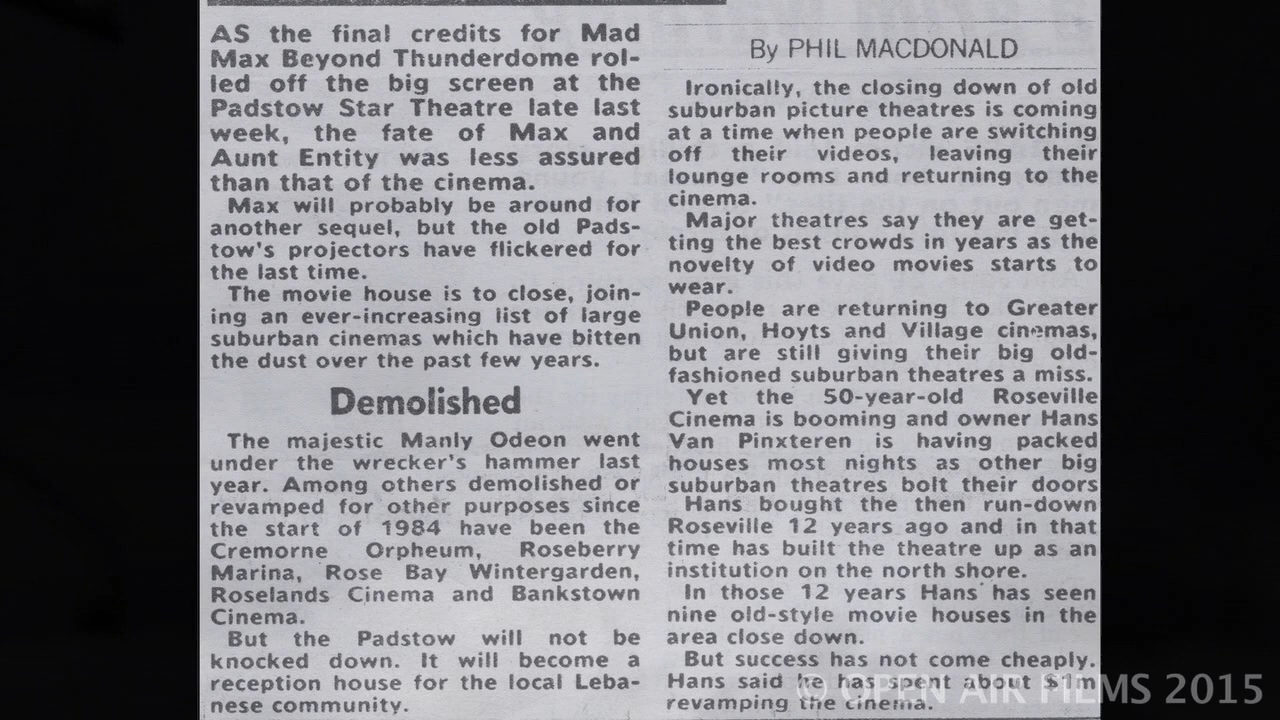 AS the final credits for Mad
Max Beyond Thunderdome rol-
led off the big screen at the
Padstow Star Theatre late last
week, the fate of Max and
Aunt Entity was less assured
than that of the cinema.
Max will probably be around for
another sequel, but the old Pads-
tow's projectors have flickered for
the last time.
The movie house is to close, join-
ing an ever-increasing list of large
suburban cinemas which have bitten
the dust over the past few years.
Demolished
The majestic Manly Odeon went
under the wrecker's hammer last
year. Among others demolished or
revamped for other purposes since
the start of 1984 have been the
Cremorne Orpheum, Roseberry
Marina, Rose Bay Wintergarden,
Roselands Cinema and Bankstown
Cinema.
But the Padstow will not be
knocked down. It will become a
reception house for the local Leba-
nese community.
By PHIL MACDONALD
Ironically, the closing down of old
suburban picture theatres is coming
at a time when people are switching
off their videos, leaving their
lounge rooms and returning to the
cinema.
Major theatres say they are get-
ting the best crowds in years as the
novelty of video movies starts to
wear.
People are returning to Greater
Union, Hoyts and Village cinemas,
but are still giving their big old-
fashioned suburban theatres a miss.
Yet the 50-year-old Roseville
Cinema is booming and owner Hans
Van Pinxteren is having packed
houses most nights as other big
suburban theatres bolt their doors
Hans bought the then run-down
Roseville 12 years ago and in that
time has built the theatre up as an
institution on the north shore.
In those 12 years Hans has seen
nine old-style movie houses in the
area close down.
But success has not come cheaply.
Hans said he has spent about $1m
revamping the cinema.
© OPEN AIR FILMS 2015